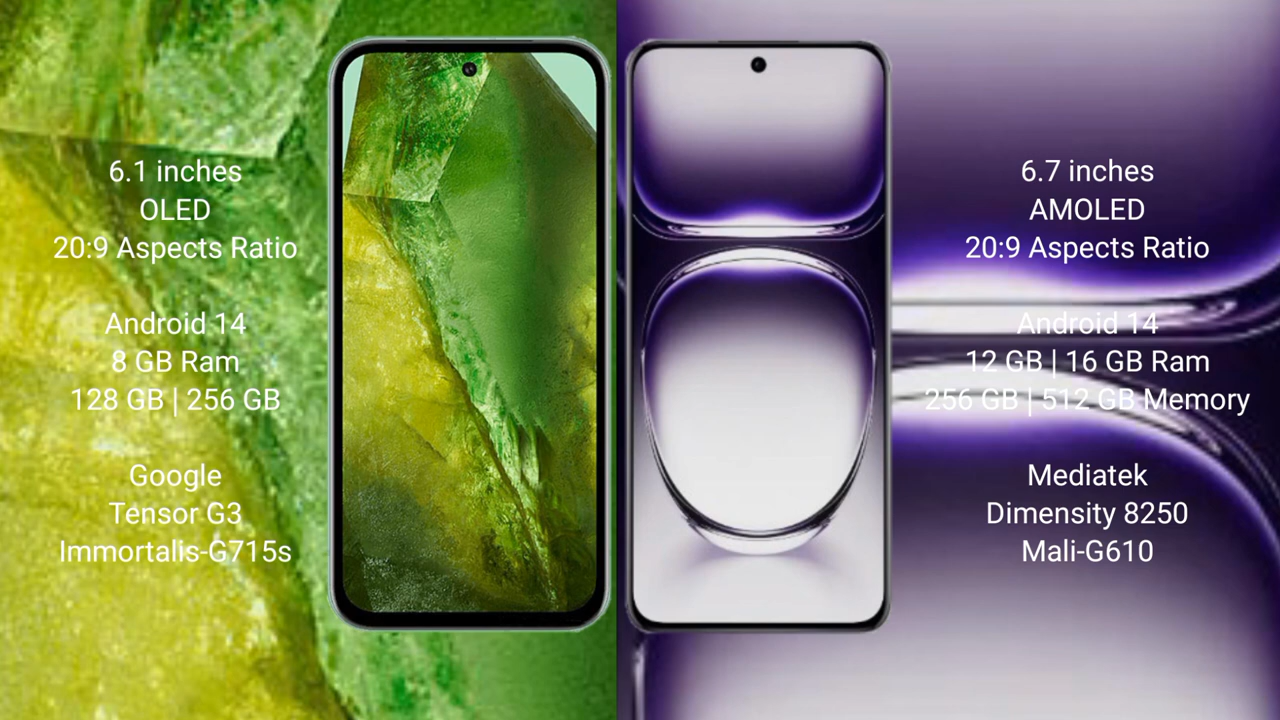 6.1 inches
OLED
20:9 Aspects Ratio
Android 14
8 GB Ram
128 GB | 256 GB
Google
Tensor G3
Immortalis-G715s
6.7 inches
AMOLED
20:9 Aspects Ratio
Android 14
12 GB | 16 GB Ram
256 GB | 512 GB Memory
Mediatek
Dimensity 8250
Mali-G610